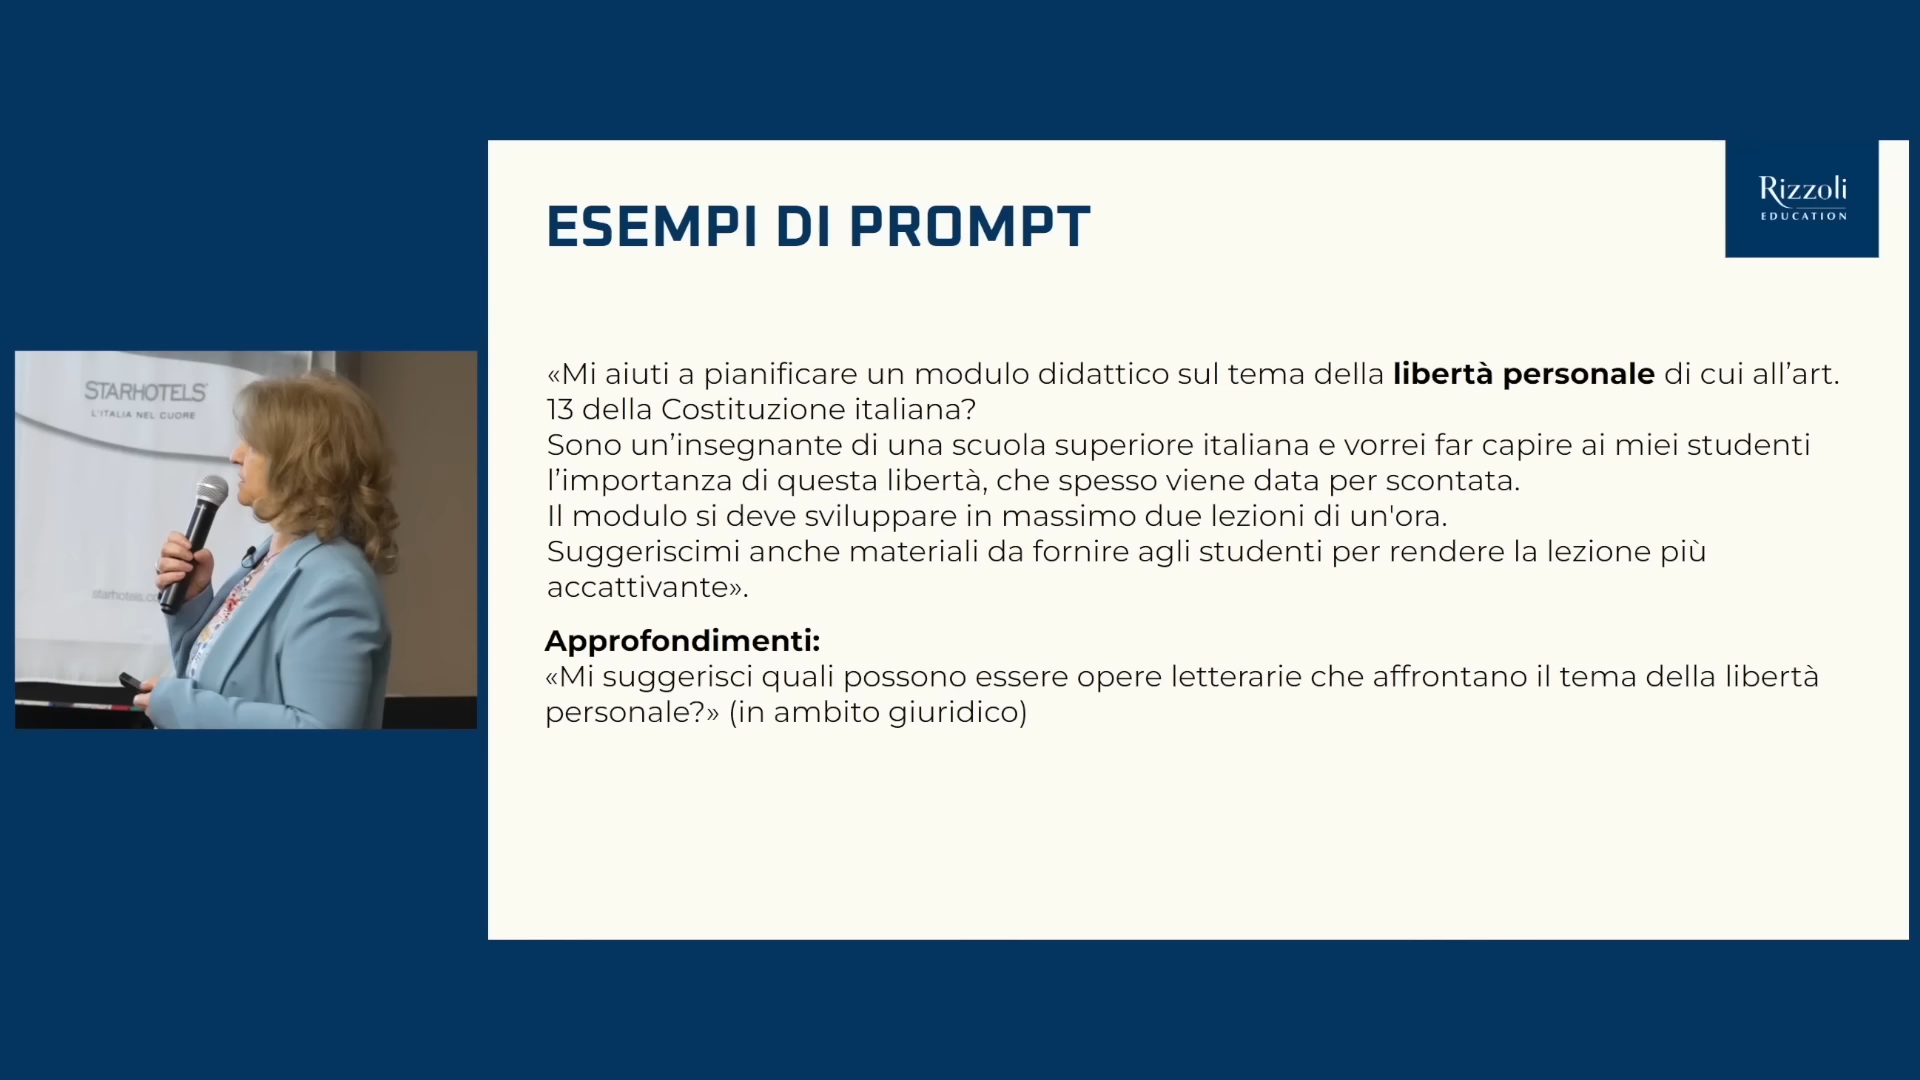 STARHOTELS
L'ITALIA NEL CUORE
Rizzoli
EDUCATION
ESEMPI DI PROMPT
«Mi aiuti a pianificare un modulo didattico sul tema della libertà personale di cui all’art.
13 della Costituzione italiana?
Sono un’insegnante di una scuola superiore italiana e vorrei far capire ai miei studenti
l’importanza di questa libertà, che spesso viene data per scontata.
Il modulo si deve sviluppare in massimo due lezioni di un'ora.
Suggeriscimi anche materiali da fornire agli studenti per rendere la lezione più
accattivante».
Approfondimenti:
«Mi suggerisci quali possono essere opere letterarie che affrontano il tema della libertà
personale?» (in ambito giuridico)